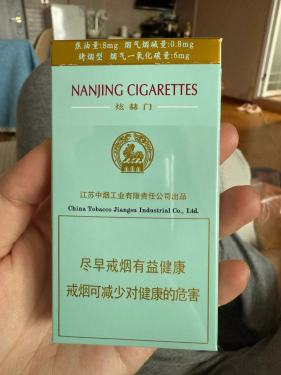 焦油量:8mg 烟气烟碱量:0.8mg
烤烟型 烟气一氧化碳量:6mg
NANJING CIGARETTES
炫赫门
江苏中烟工业有限责任公司出品
China Tobacco Jiangsu Industrial Co., Ltd.
尽早戒烟有益健康
戒烟可减少对健康的危害